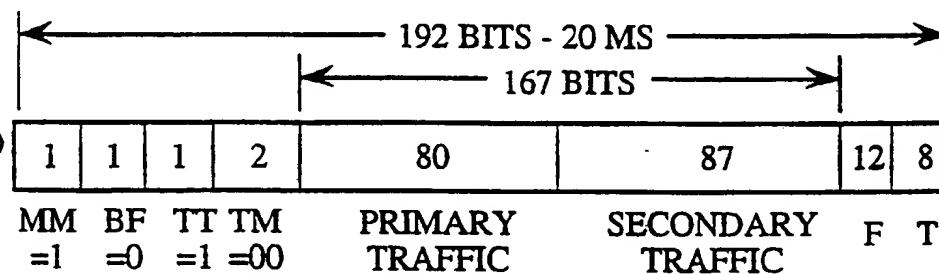 192 BITS - 20 MS
167 BITS
1 1 1 2 80 87 12 8
MM BF TT TM PRIMARY SECONDARY F T
=1 =0 =1 =00 TRAFFIC TRAFFIC